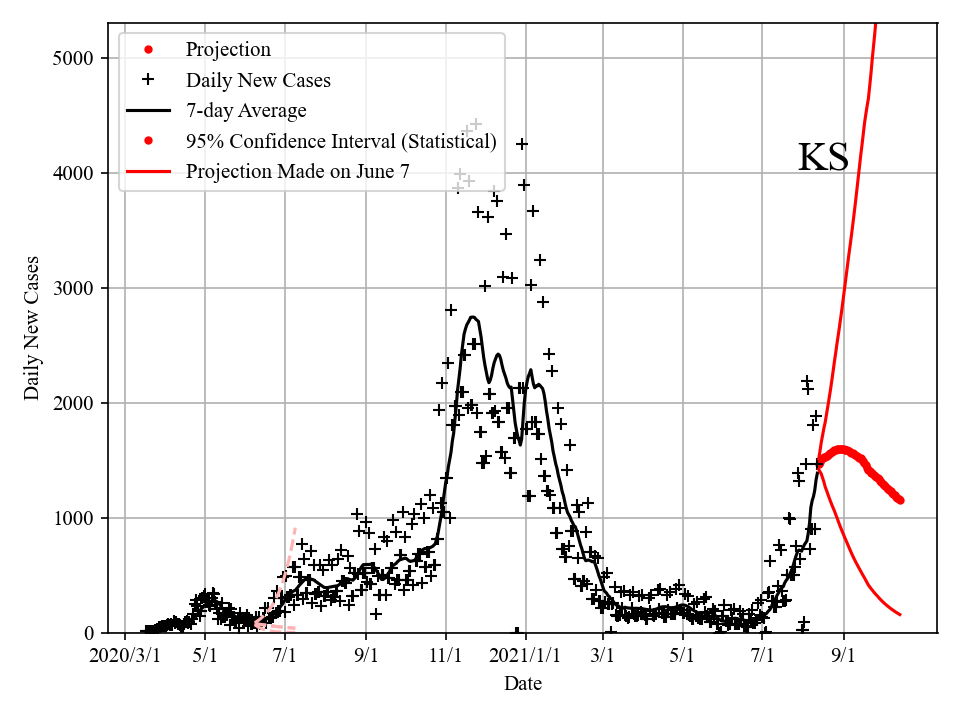 5000
4000
3000
2000
1000
0
Daily New Cases
Projection
Daily New Cases
7-day Average
95% Confidence Interval (Statistical)
Projection Made on June 7
KS
2020/3/1 5/1 7/1 9/1 11/1 2021/1/1 3/1 5/1 7/1 9/1
Date